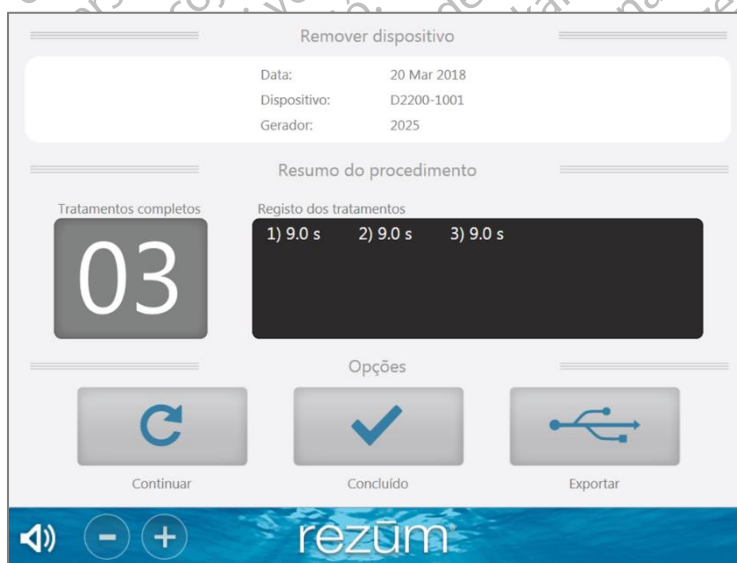 Remover dispositivo
Data: 20 Mar 2018
Dispositivo: D2200-1001
Gerador: 2025
Resumo do procedimento
Tratamentos completos
03
Registo dos tratamentos
1) 9.0 s 2) 9.0 s 3) 9.0 s
Opções
Continuar Concluído Exportar
rezūm